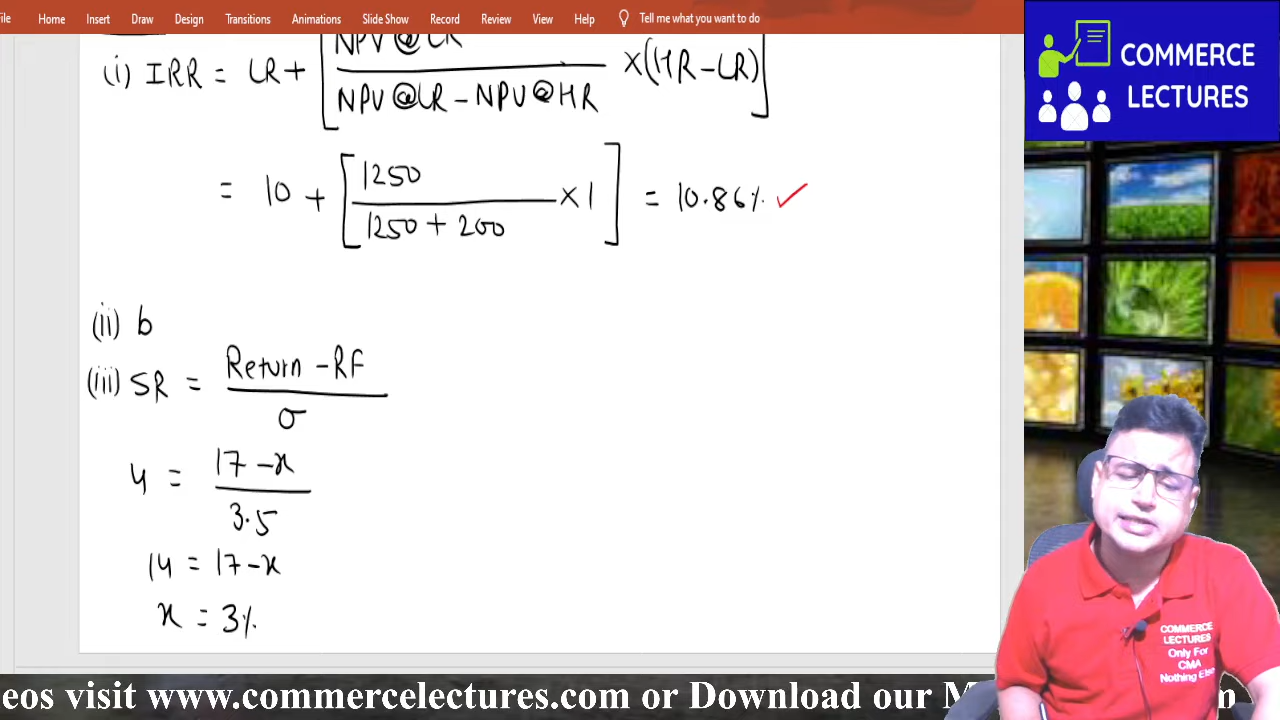 File Home Insert Draw Design Transitions Animations Slide Show Record Review View Help Tell me what you want to do
COMMERCE
LECTURES
NPV @ LR
(i) IRR = LR + [ ×(HR-LR)]
NPV @ LR - NPV @ HR
1250
= 10 + [ ×1 ] = 10.86% ✓
1250 + 200
(ii) b
(iii) SR = Return - RF
σ
4 = 17 - x
3.5
14 = 17 - x
x = 3%
COMMERCE
LECTURES
Only For
CMA
Nothing Else
eos visit www.commercelectures.com or Download our M